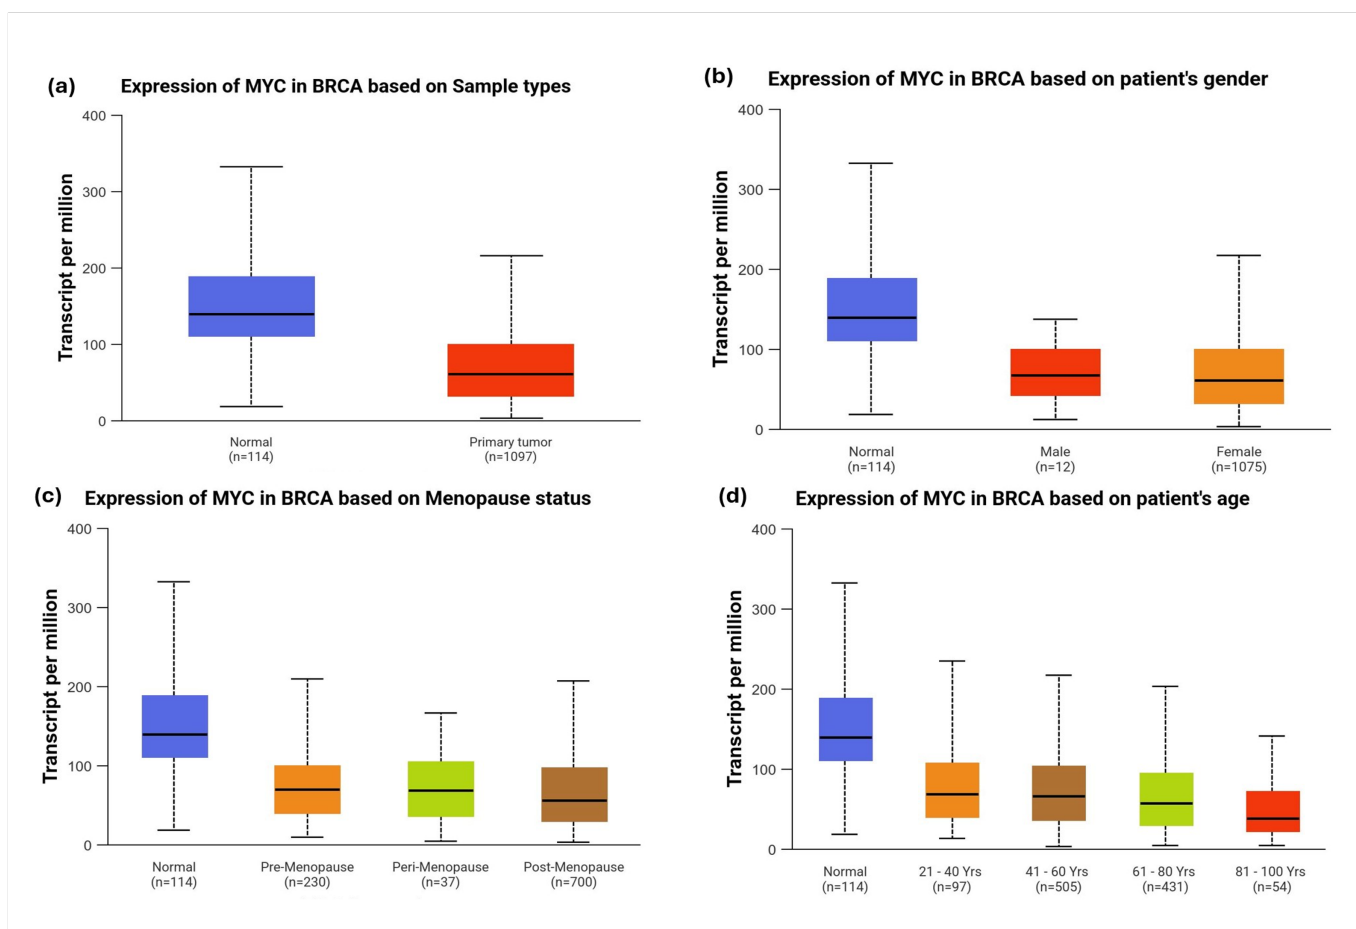 (a) Expression of MYC in BRCA based on Sample types
Transcript per million
400
300
200
100
0
Normal
(n=114)
Primary tumor
(n=1097)
(b) Expression of MYC in BRCA based on patient's gender
Transcript per million
400
300
200
100
0
Normal
(n=114)
Male
(n=12)
Female
(n=1075)
(c) Expression of MYC in BRCA based on Menopause status
Transcript per million
400
300
200
100
0
Normal
(n=114)
Pre-Menopause
(n=230)
Peri-Menopause
(n=37)
Post-Menopause
(n=700)
(d) Expression of MYC in BRCA based on patient's age
Transcript per million
400
300
200
100
0
Normal
(n=114)
21 - 40 Yrs
(n=97)
41 - 60 Yrs
(n=505)
61 - 80 Yrs
(n=431)
81 - 100 Yrs
(n=54)